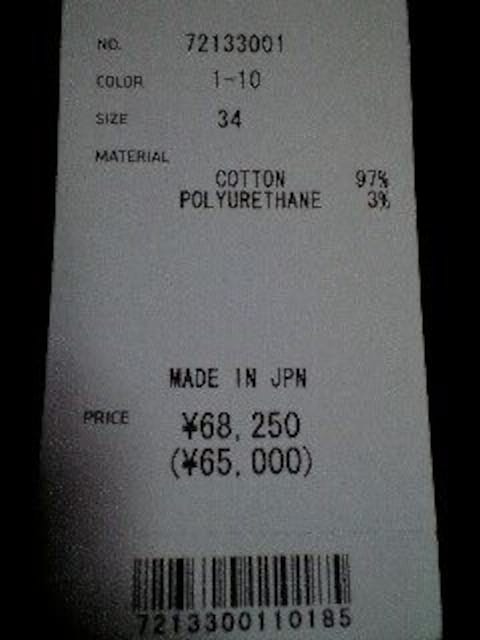 NO. 72133001
COLOR 1-10
SIZE 34
MATERIAL
COTTON 97%
POLYURETHANE 3%
MADE IN JPN
PRICE ¥68,250
(¥65,000)
7213300110185